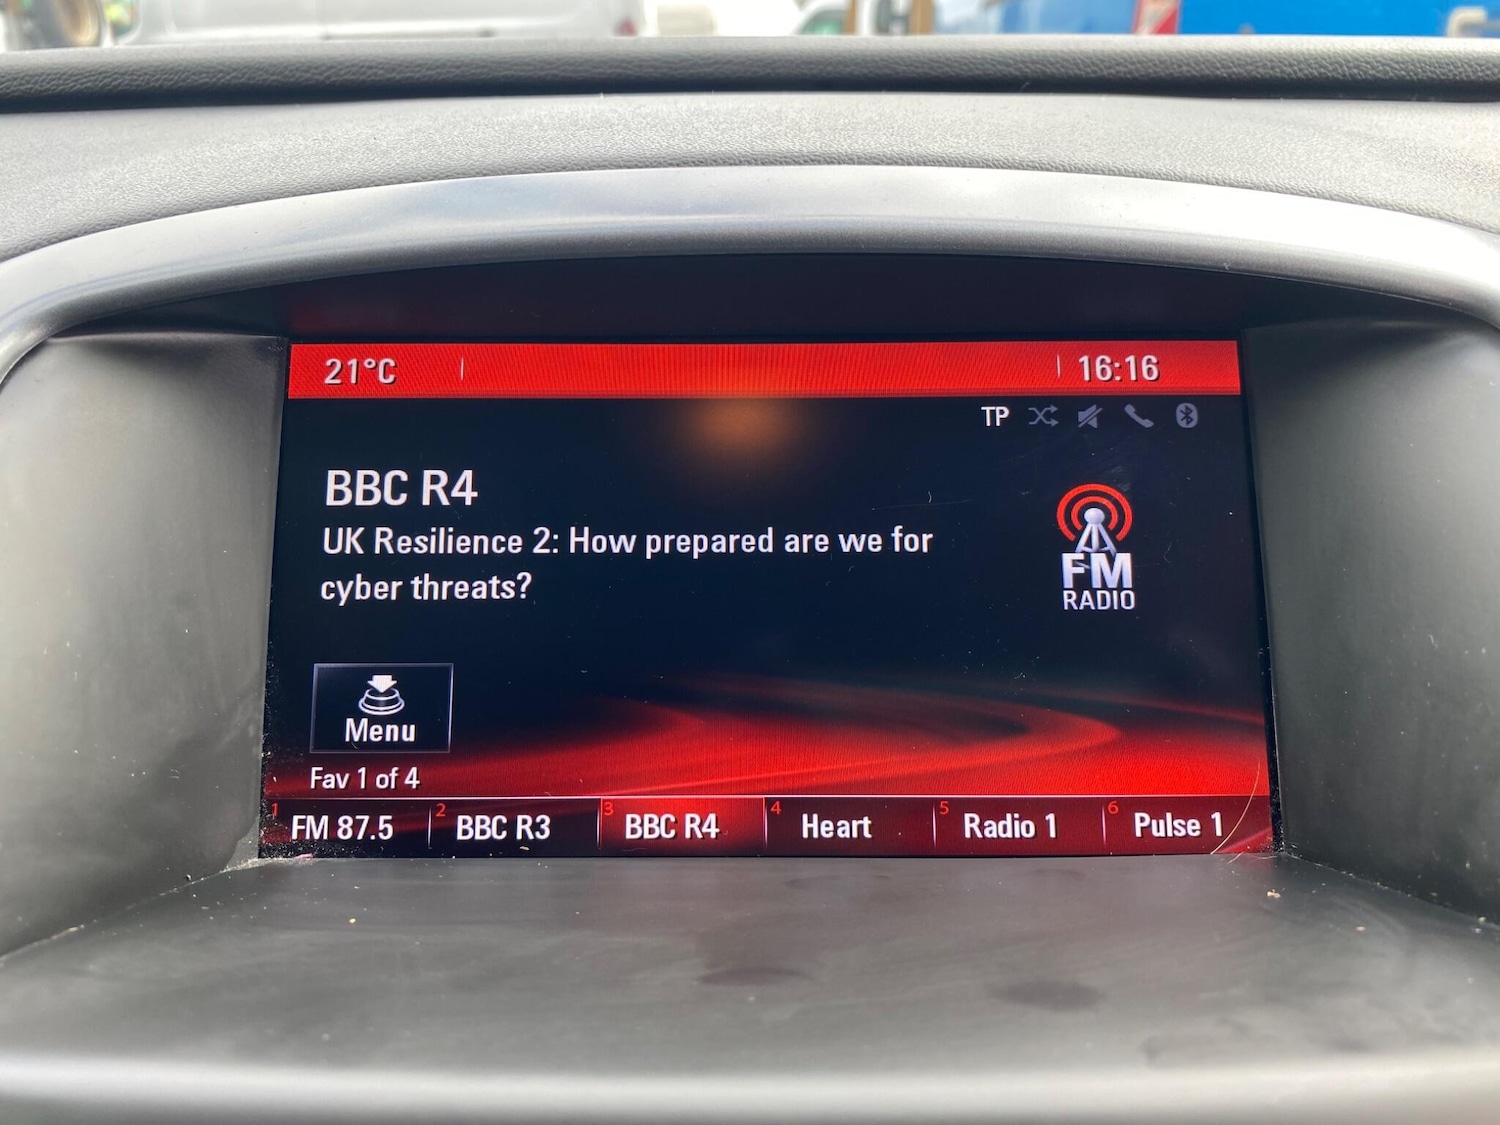 21°C
16:16
TP
BBC R4
UK Resilience 2: How prepared are we for
cyber threats?
FM
RADIO
Menu
Fav 1 of 4
1 FM 87.5 2 BBC R3 3 BBC R4 4 Heart 5 Radio 1 6 Pulse 1